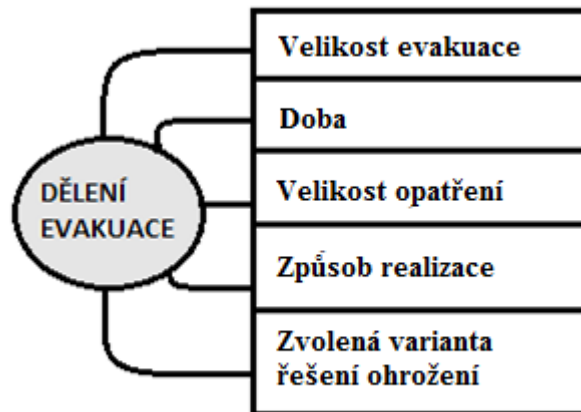 DĚLENÍ
EVAKUACE
Velikost evakuace
Doba
Velikost opatření
Způsob realizace
Zvolená varianta
řešení ohrožení